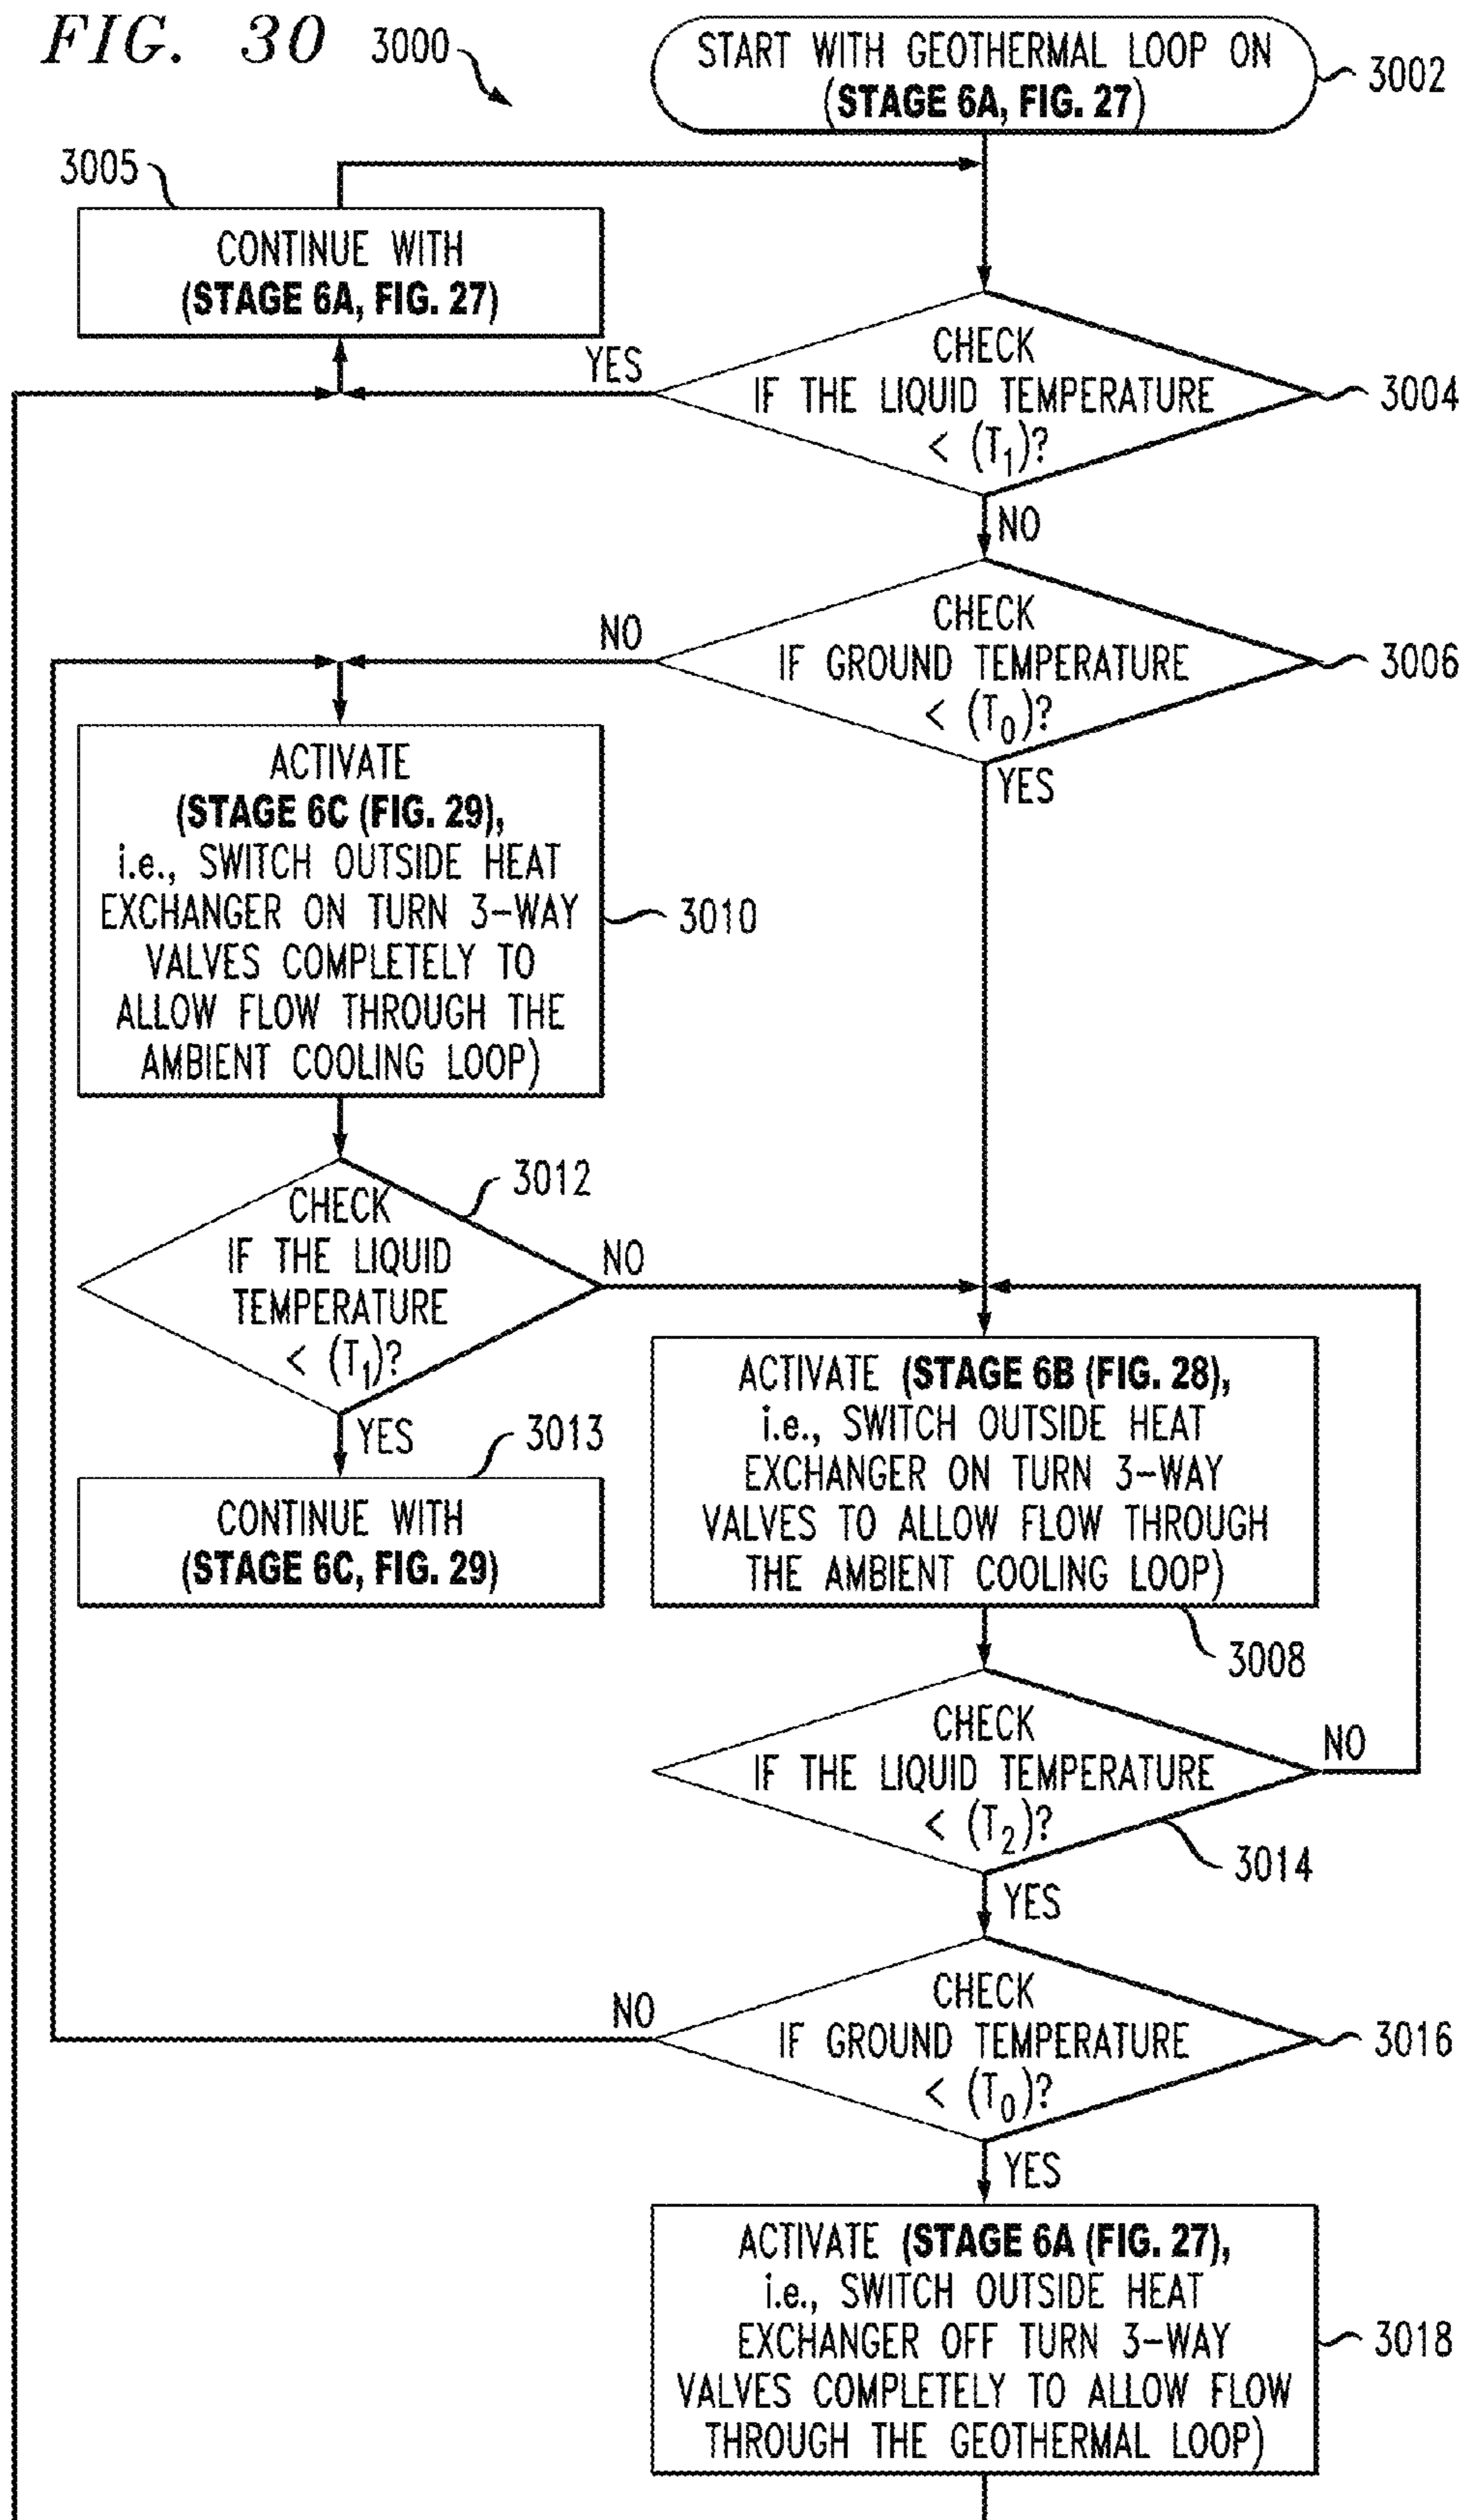 FIG. 30
3000
START WITH GEOTHERMAL LOOP ON
(STAGE 6A, FIG. 27)
3002
3005
CONTINUE WITH
(STAGE 6A, FIG. 27)
YES
CHECK
IF THE LIQUID TEMPERATURE
< (T1)?
3004
NO
NO
CHECK
IF GROUND TEMPERATURE
< (T0)?
3006
YES
ACTIVATE
(STAGE 6C (FIG. 29),
i.e., SWITCH OUTSIDE HEAT
EXCHANGER ON TURN 3-WAY
VALVES COMPLETELY TO
ALLOW FLOW THROUGH THE
AMBIENT COOLING LOOP)
3010
3012
CHECK
IF THE LIQUID
TEMPERATURE
< (T1)?
NO
YES
3013
CONTINUE WITH
(STAGE 6C, FIG. 29)
ACTIVATE (STAGE 6B (FIG. 28),
i.e., SWITCH OUTSIDE HEAT
EXCHANGER ON TURN 3-WAY
VALVES TO ALLOW FLOW THROUGH
THE AMBIENT COOLING LOOP)
3008
CHECK
IF THE LIQUID TEMPERATURE
< (T2)?
NO
3014
YES
NO
CHECK
IF GROUND TEMPERATURE
< (T0)?
3016
YES
ACTIVATE (STAGE 6A (FIG. 27),
i.e., SWITCH OUTSIDE HEAT
EXCHANGER OFF TURN 3-WAY
VALVES COMPLETELY TO ALLOW FLOW
THROUGH THE GEOTHERMAL LOOP)
3018